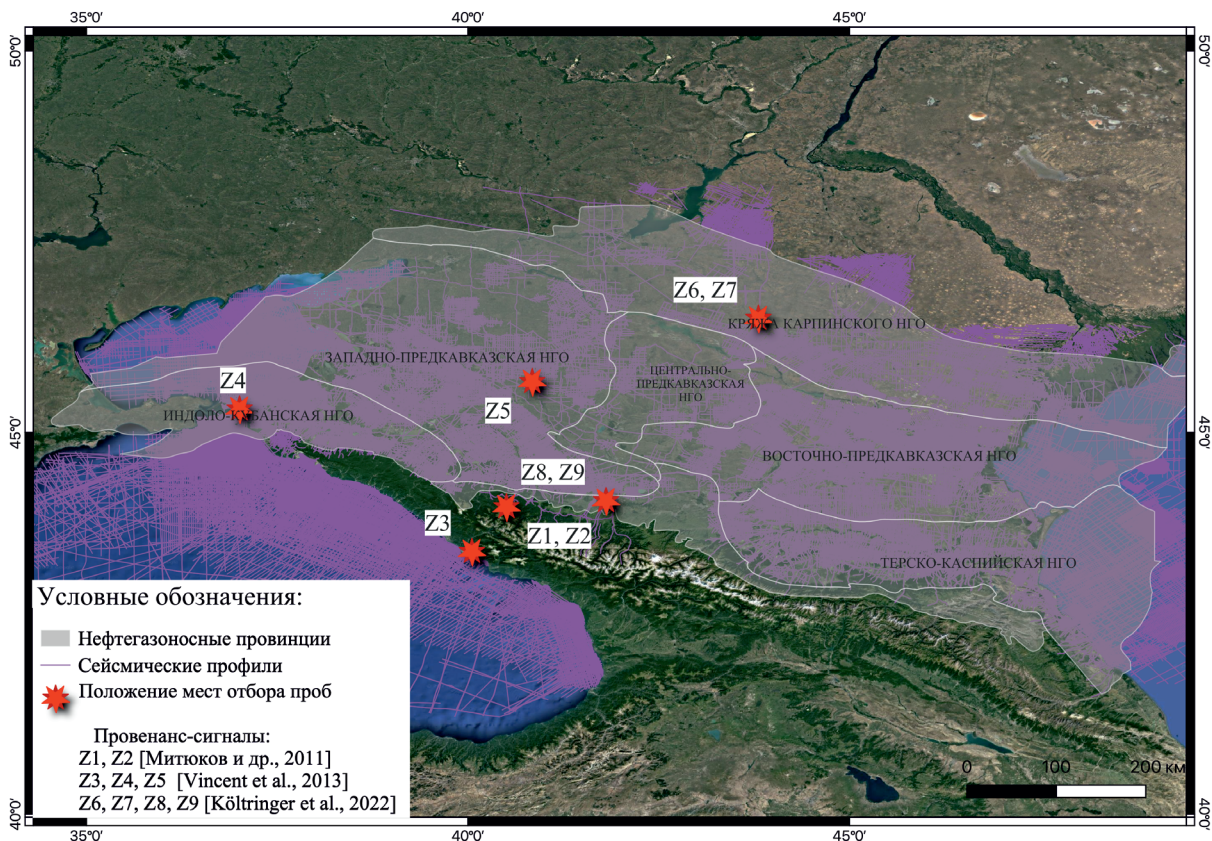 35°0'
40°0'
45°0'
50°0'
50°0'
Z6, Z7
КРЯЖА КАРПИНСКОГО НГО
ЗАПАДНО-ПРЕДКАВКАЗСКАЯ НГО
ЦЕНТРАЛЬНО-
ПРЕДКАВКАЗСКАЯ
НГО
Z4
ИНДОЛО-КУБАНСКАЯ НГО
Z5
45°0'
45°0'
ВОСТОЧНО-ПРЕДКАВКАЗСКАЯ НГО
Z8, Z9
Z3
Z1, Z2
ТЕРСКО-КАСПИЙСКАЯ НГО
Условные обозначения:
Нефтегазоносные провинции
Сейсмические профили
Положение мест отбора проб
Провенанс-сигналы:
Z1, Z2 [Митюков и др., 2011]
Z3, Z4, Z5 [Vincent et al., 2013]
Z6, Z7, Z8, Z9 [Költringer et al., 2022]
0 100 200 км
40°0'
40°0'
35°0'
40°0'
45°0'